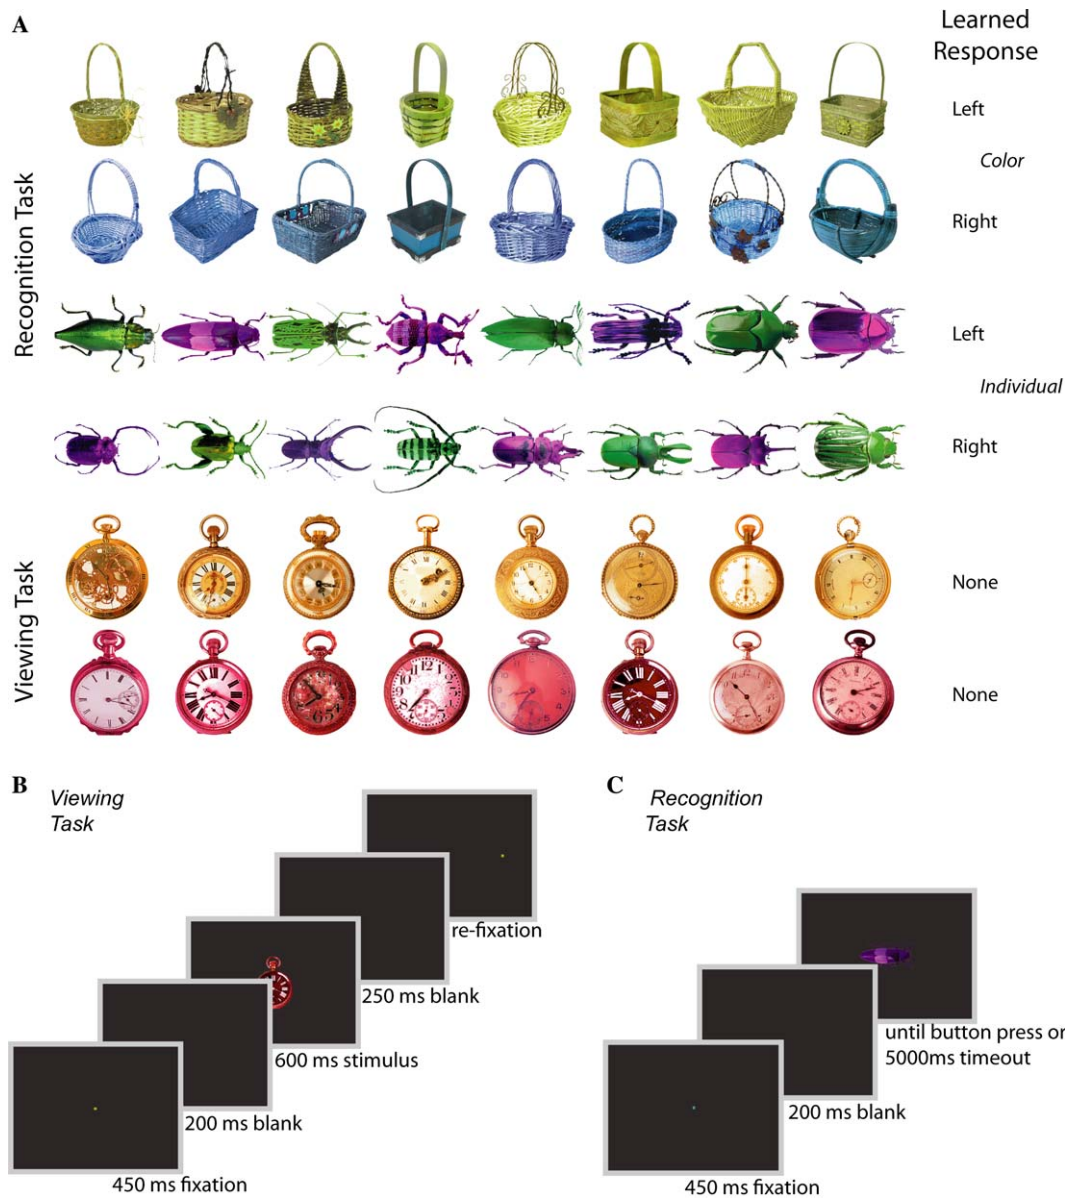 A
Learned
Response
Recognition Task
Left
Color
Right
Left
Individual
Right
Viewing Task
None
None
B
Viewing
Task
re-fixation
250 ms blank
600 ms stimulus
200 ms blank
450 ms fixation
C
Recognition
Task
until button press or
5000ms timeout
200 ms blank
450 ms fixation